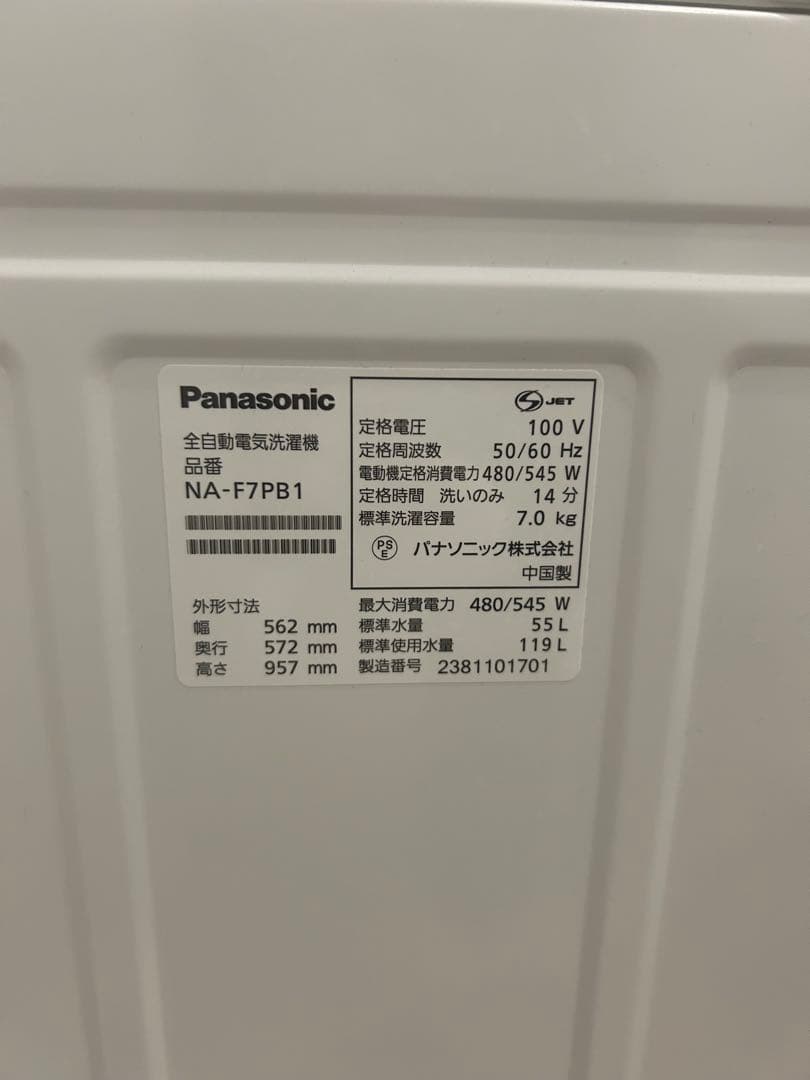 Panasonic
全自動電気洗濯機
品番
NA-F7PB1
JET
定格電圧 100 V
定格周波数 50/60 Hz
電動機定格消費電力 480/545 W
定格時間 洗いのみ 14 分
標準洗濯容量 7.0 kg
PSE パナソニック株式会社
中国製
外形寸法
幅 562 mm
奥行 572 mm
高さ 957 mm
最大消費電力 480/545 W
標準水量 55 L
標準使用水量 119 L
製造番号 2381101701